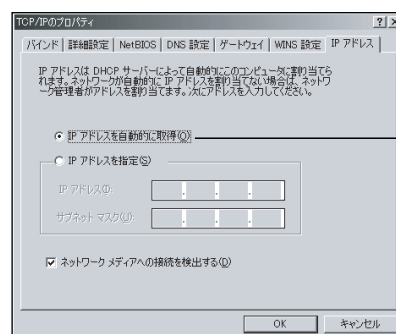 TCP/IPのプロパティ
バインド 詳細設定 NetBIOS DNS 設定 ゲートウェイ WINS 設定 IP アドレス
IP アドレスは DHCP サーバーによって自動的にこのコンピュータに割り当てら
れます。ネットワークが自動的に IP アドレスを割り当てない場合は、ネットワ
ーク管理者がアドレスを割り当てます。次にアドレスを入力してください。
IP アドレスを自動的に取得(O)
IP アドレスを指定(S)
IP アドレス(I):
サブネット マスク(U):
ネットワーク メディアへの接続を検出する(D)
OK キャンセル